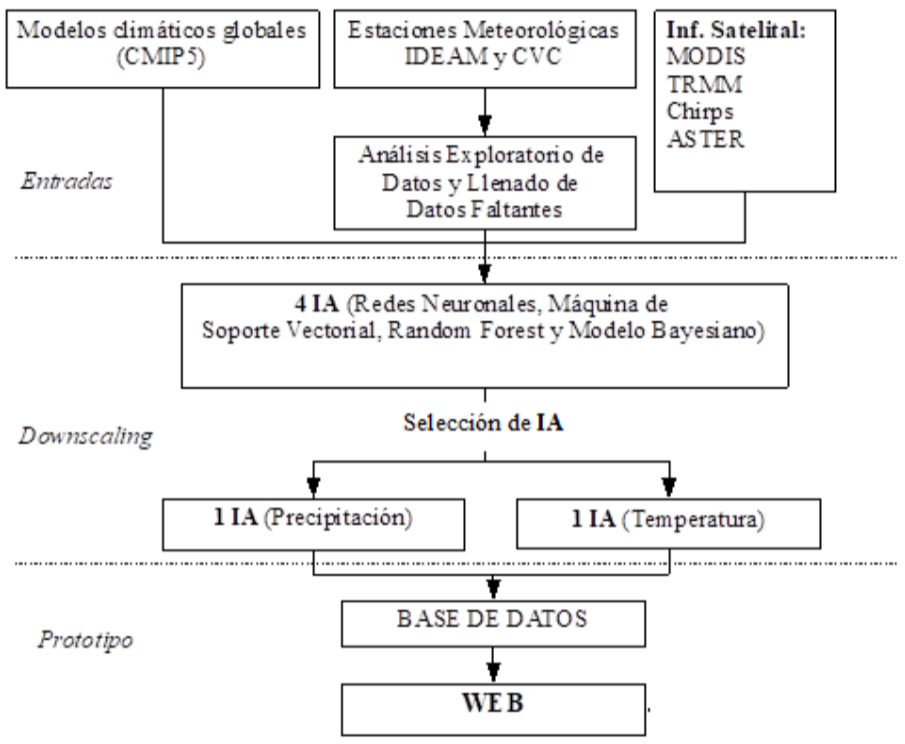 Modelos climáticos globales
(CMIP5)
Estaciones Meteorológicas
IDEAM y CVC
Inf. Satelital:
MODIS
TRMM
Chirps
ASTER
Análisis Exploratorio de
Datos y Llenado de
Datos Faltantes
Entradas
4 IA (Redes Neuronales, Máquina de
Soporte Vectorial, Random Forest y Modelo Bayesiano)
Selección de IA
Downscaling
1 IA (Precipitación)
1 IA (Temperatura)
BASE DE DATOS
Prototipo
WEB
.